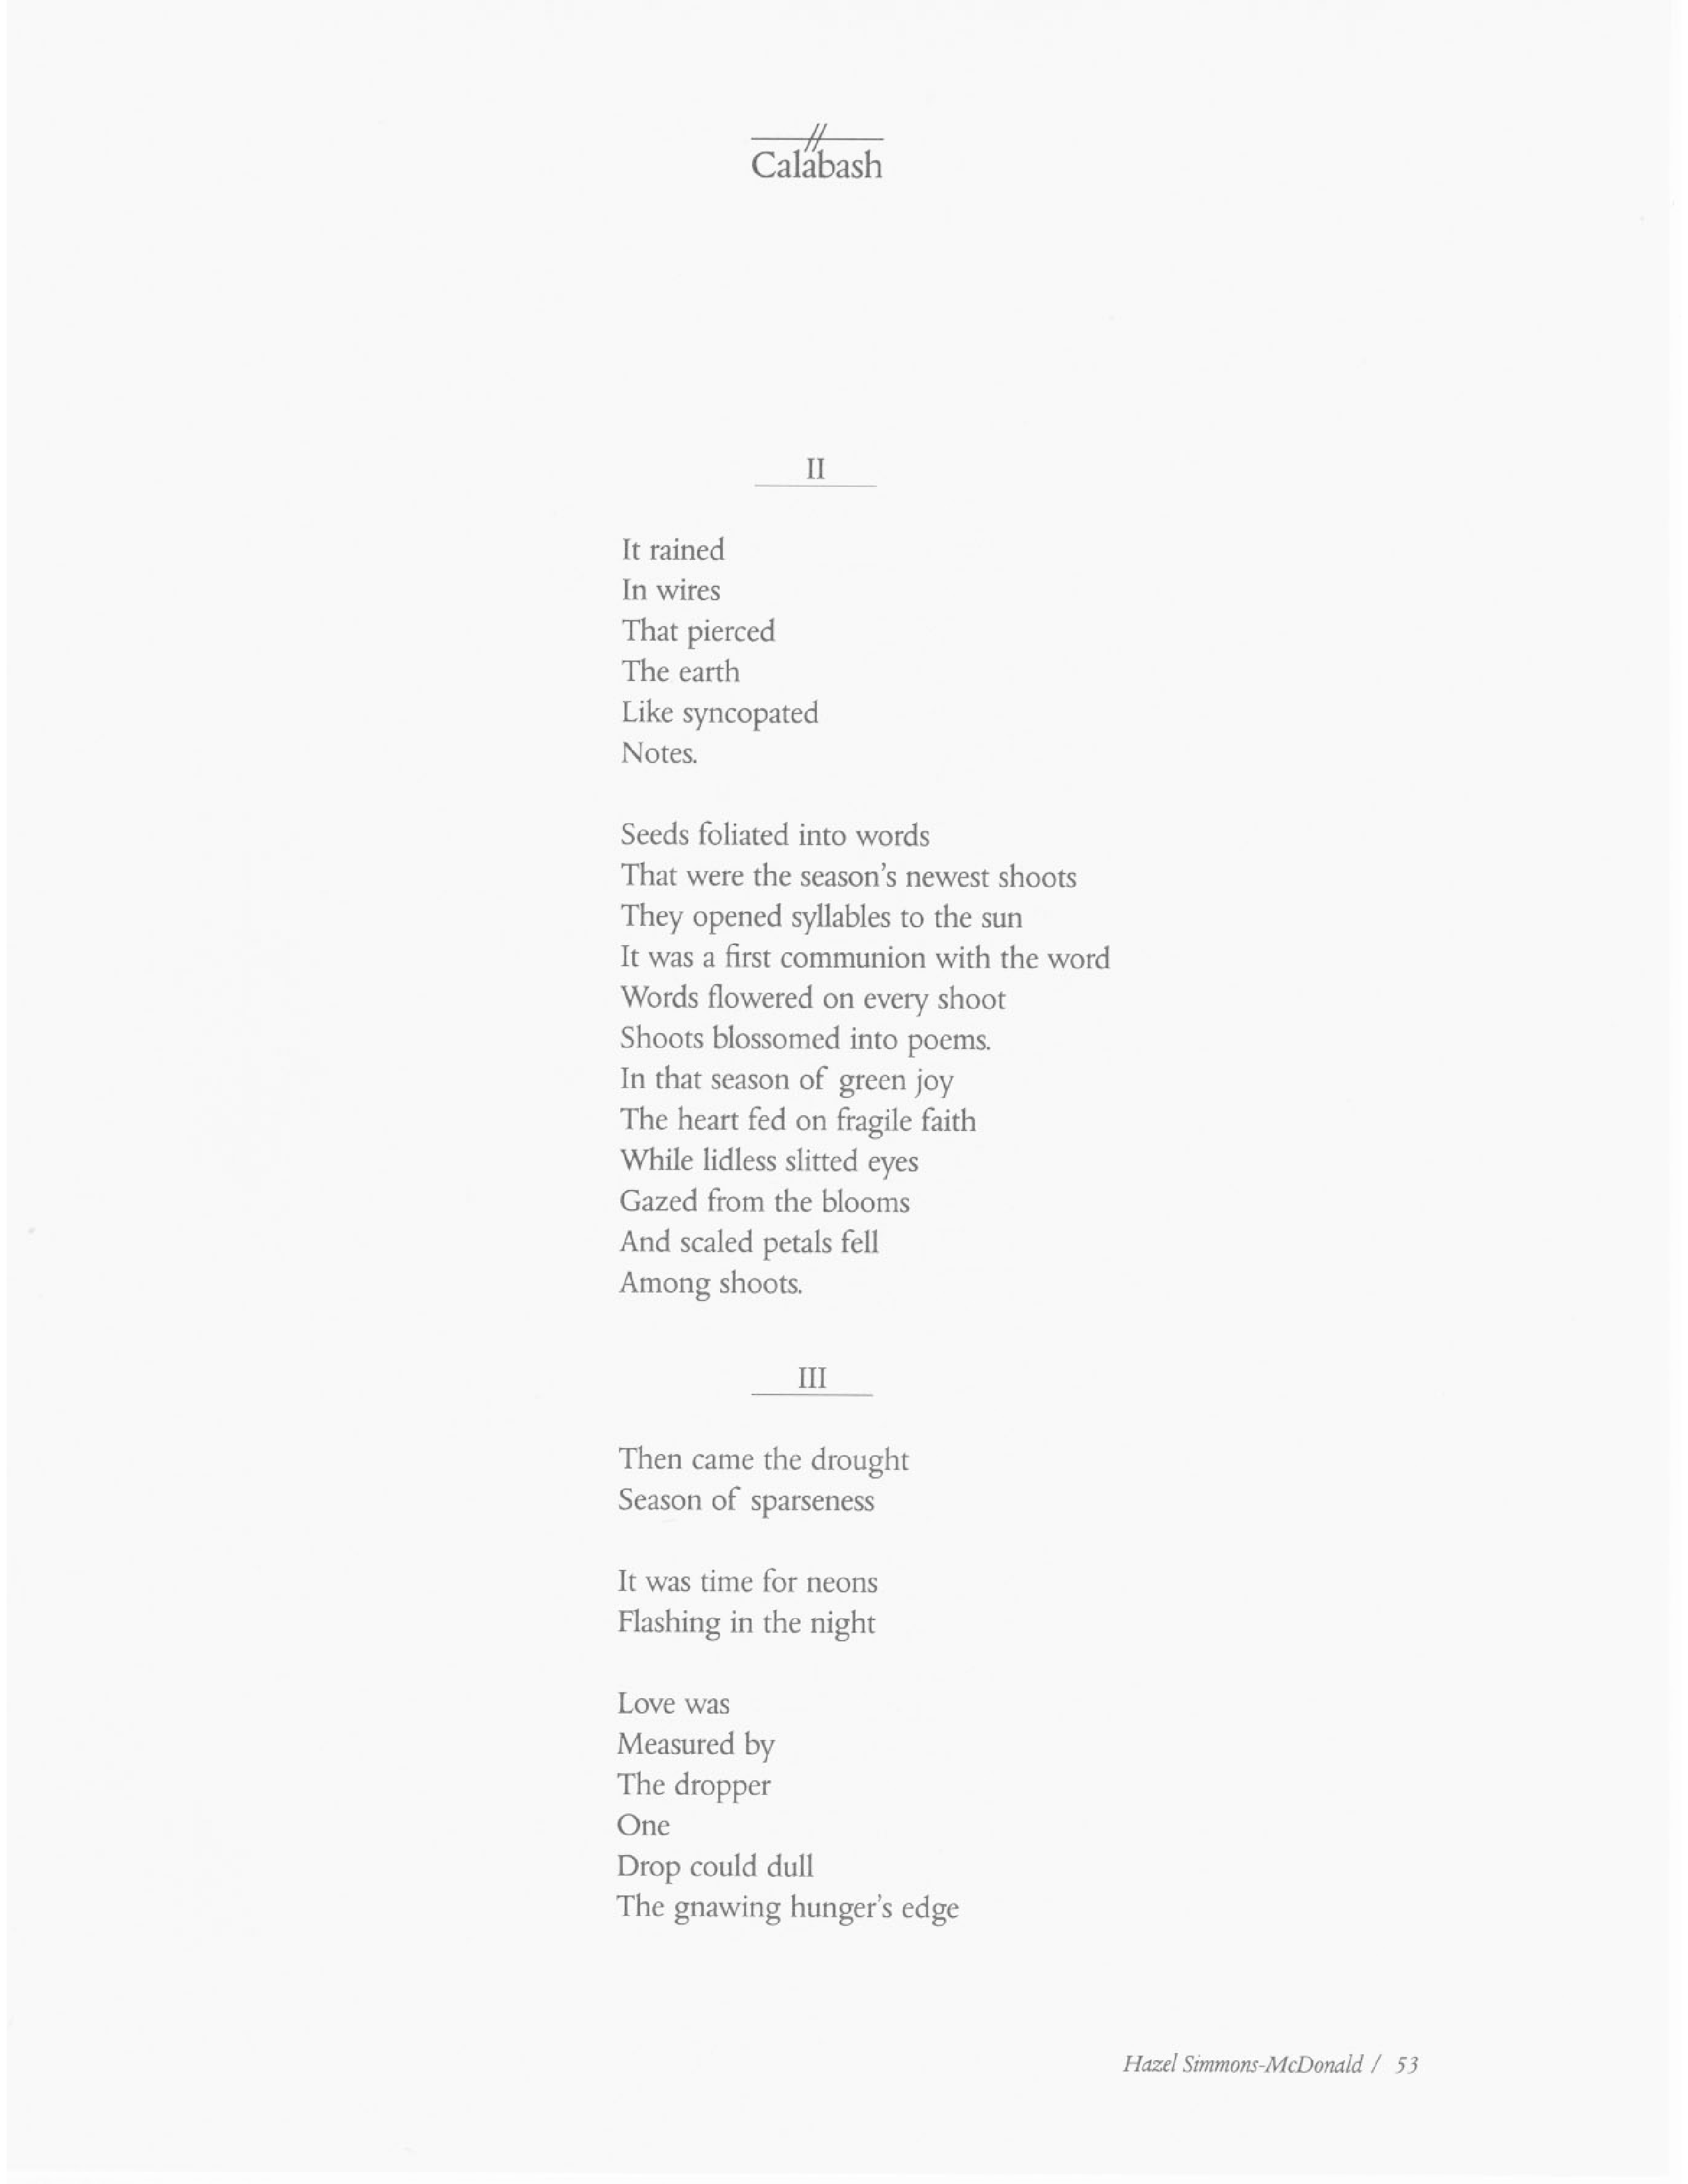 Calabash
II
It rained
In wires
That pierced
The earth
Like syncopated
Notes.
Seeds foliated into words
That were the season's newest shoots
They opened syllables to the sun
It was a first communion with the word
Words flowered on every shoot
Shoots blossomed into poems.
In that season of green joy
The heart fed on fragile faith
While lidless slitted eyes
Gazed from the blooms
And scaled petals fell
Among shoots.
III
Then came the drought
Season of sparseness
It was time for neons
Flashing in the night
Love was
Measured by
The dropper
One
Drop could dull
The gnawing hunger's edge
Hazel Simmons-McDonald / 53